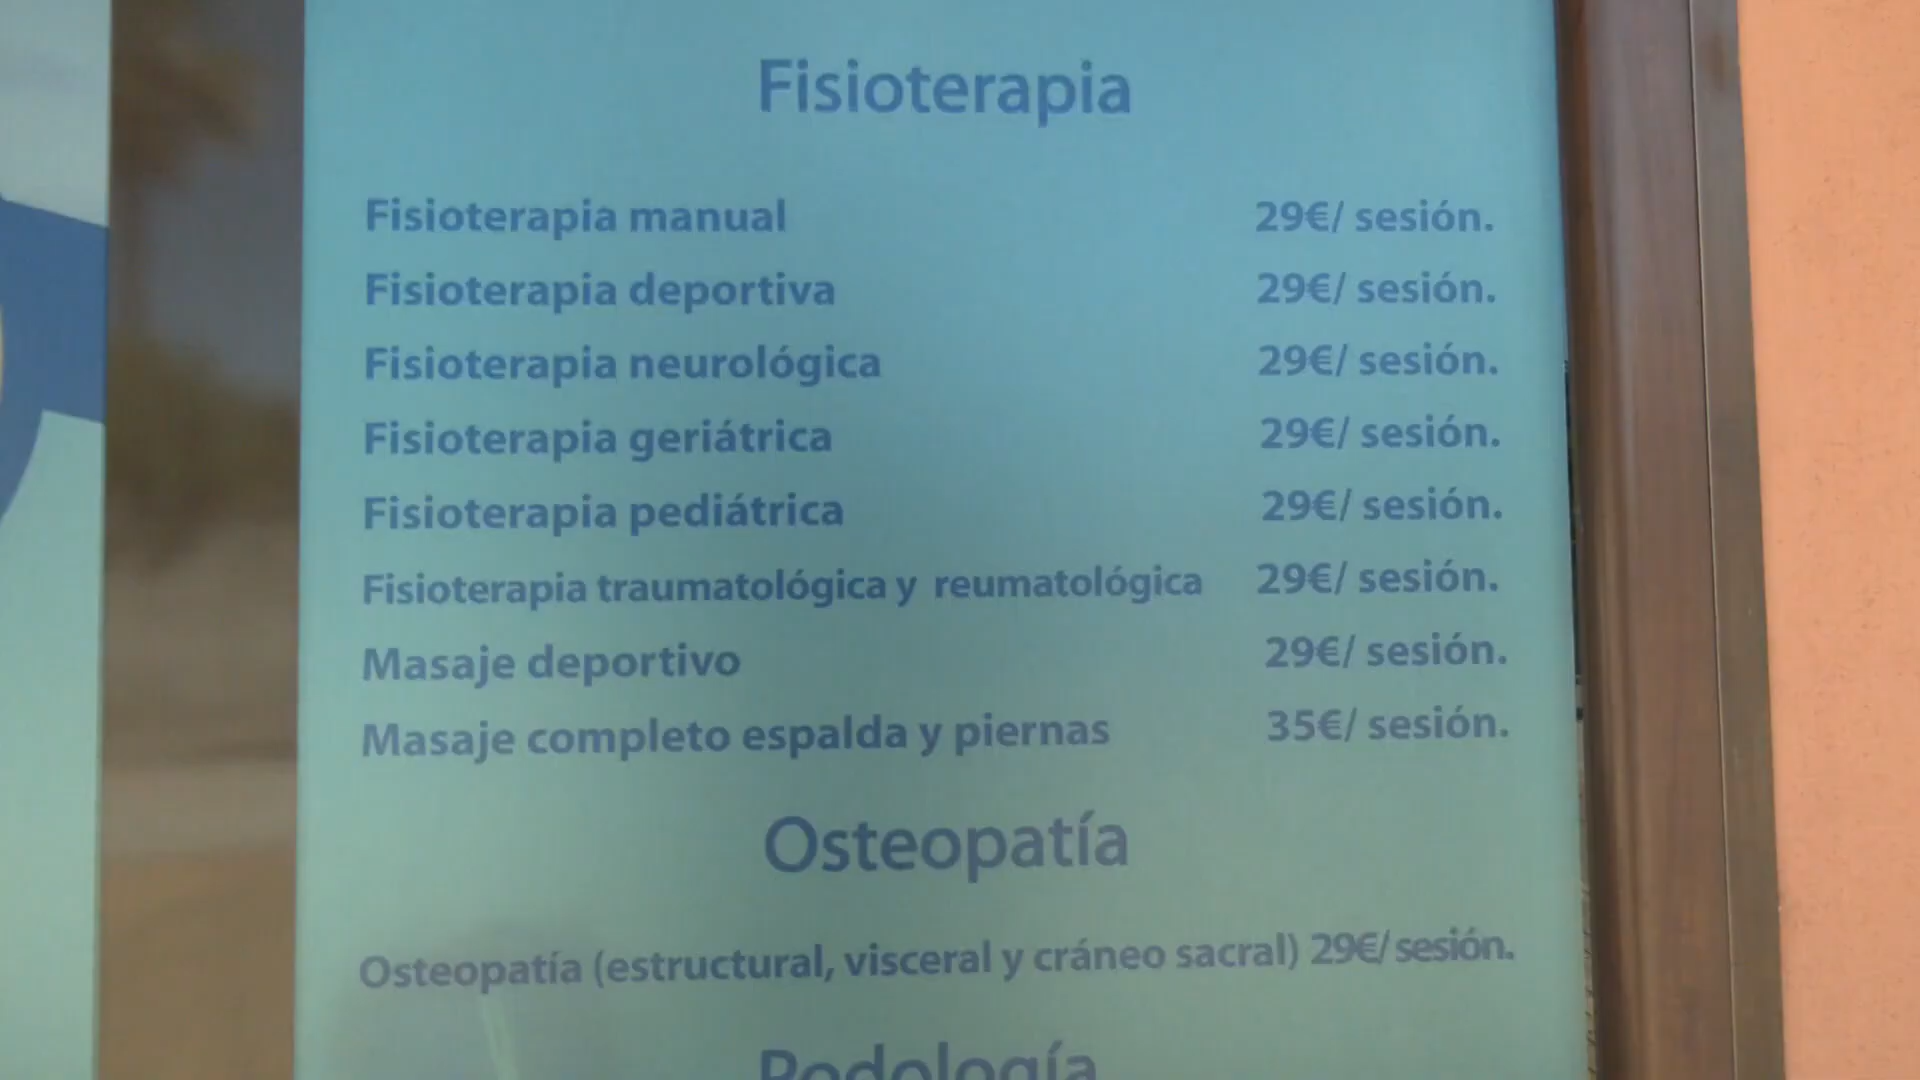 Fisioterapia
Fisioterapia manual 29€/ sesión.
Fisioterapia deportiva 29€/ sesión.
Fisioterapia neurológica 29€/ sesión.
Fisioterapia geriátrica 29€/ sesión.
Fisioterapia pediátrica 29€/ sesión.
Fisioterapia traumatológica y reumatológica 29€/ sesión.
Masaje deportivo 29€/ sesión.
Masaje completo espalda y piernas 35€/ sesión.
Osteopatía
Osteopatía (estructural, visceral y cráneo sacral) 29€/ sesión.
Podología